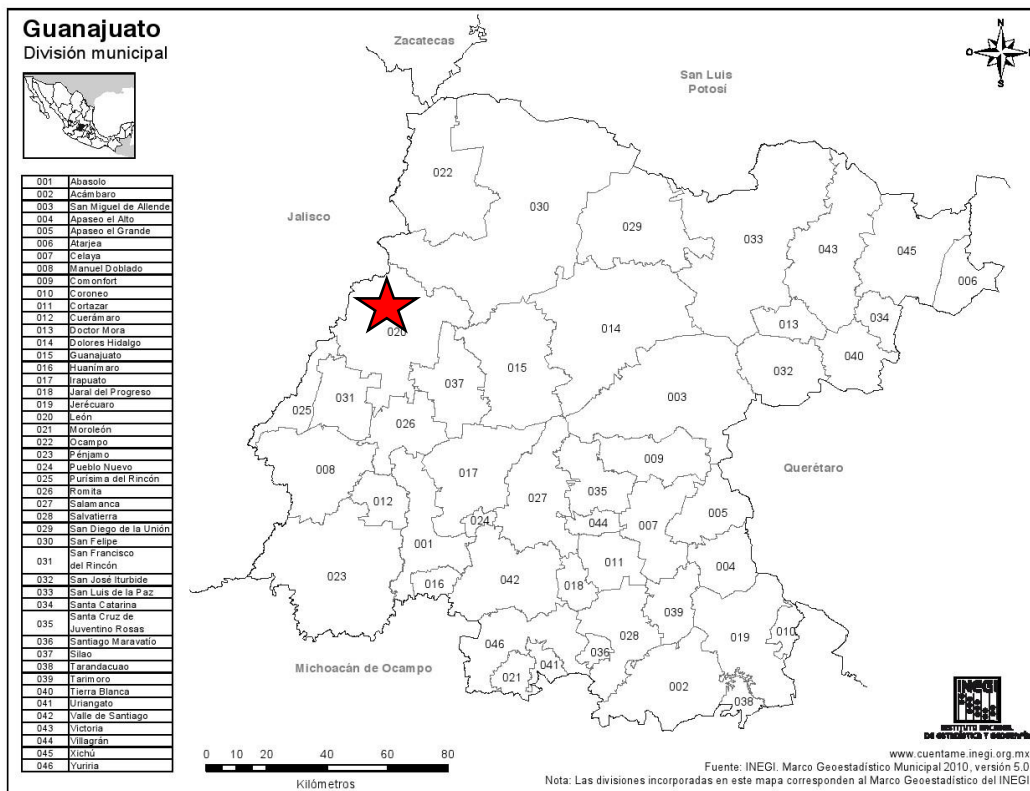 Guanajuato
División municipal
Zacatecas
San Luis
Potosí
N
O
S
Jalisco
Querétaro
Michoacán de Ocampo
001 Abasolo
002 Acámbaro
003 San Miguel de Allende
004 Apaseo el Alto
005 Apaseo el Grande
006 Atarjea
007 Celaya
008 Manuel Doblado
009 Comonfort
010 Coroneo
011 Cortazar
012 Cuerámaro
013 Doctor Mora
014 Dolores Hidalgo
015 Guanajuato
016 Huanímaro
017 Irapuato
018 Jaral del Progreso
019 Jerécuaro
020 León
021 Moroleón
022 Ocampo
023 Pénjamo
024 Pueblo Nuevo
025 Purísima del Rincón
026 Romita
027 Salamanca
028 Salvatierra
029 San Diego de la Unión
030 San Felipe
031 San Francisco
del Rincón
032 San José Iturbide
033 San Luis de la Paz
034 Santa Catarina
035 Santa Cruz de
Juventino Rosas
036 Santiago Maravatío
037 Silao
038 Tarandacuao
039 Tarimoro
040 Tierra Blanca
041 Uriangato
042 Valle de Santiago
043 Victoria
044 Villagrán
045 Xichú
046 Yuriria
022
030
029
033
043
045
006
020
014
013
034
015
037
032
040
031
003
025
026
009
008
017
027
035
012
005
024
044
007
001
011
004
023
016
042
018
039
028
019
010
046
036
041
021
002
038
0 10 20 40 60 80
Kilómetros
INEGI
INSTITUTO NACIONAL
DE ESTADÍSTICA Y GEOGRAFÍA
www.cuentame.inegi.org.mx
Fuente: INEGI. Marco Geoestadístico Municipal 2010, versión 5.0
Nota: Las divisiones incorporadas en este mapa corresponden al Marco Geoestadístico del INEGI